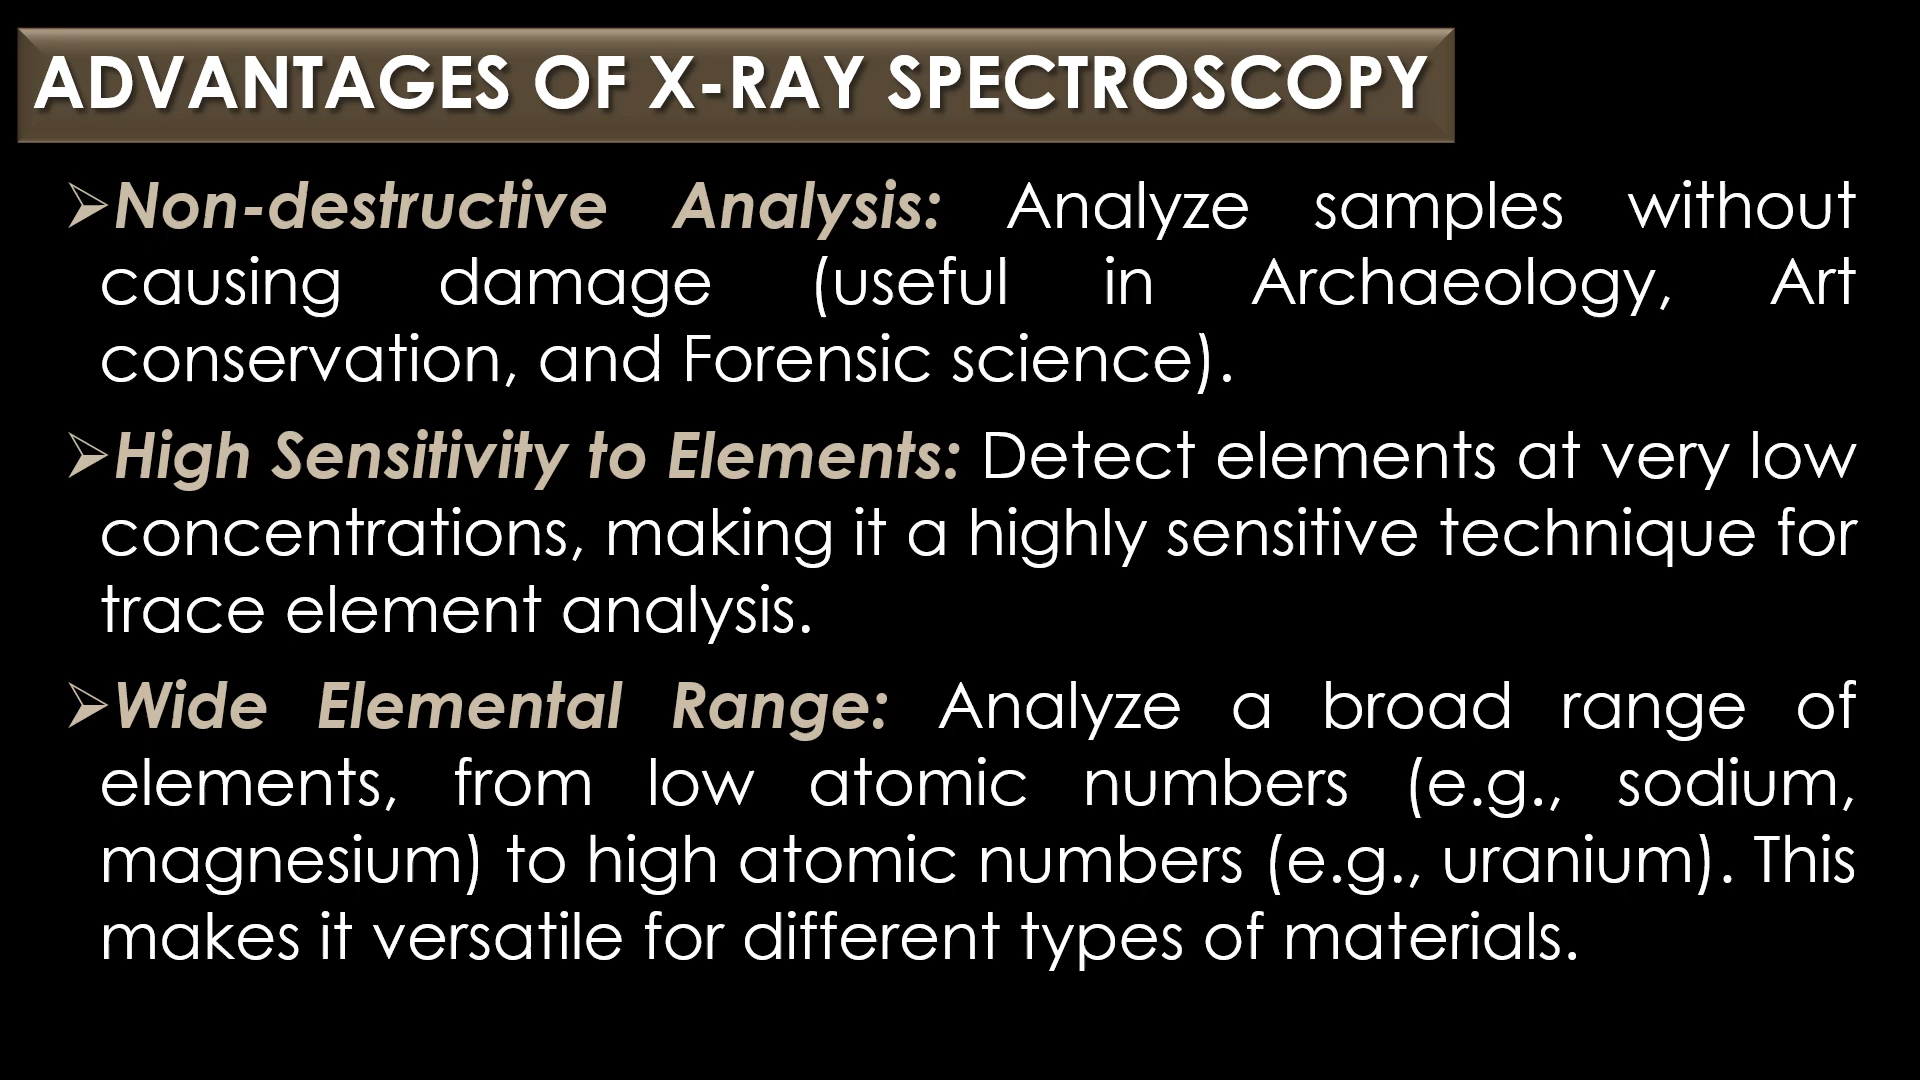 ADVANTAGES OF X-RAY SPECTROSCOPY
➢Non-destructive Analysis: Analyze samples without
causing damage (useful in Archaeology, Art
conservation, and Forensic science).
➢High Sensitivity to Elements: Detect elements at very low
concentrations, making it a highly sensitive technique for
trace element analysis.
➢Wide Elemental Range: Analyze a broad range of
elements, from low atomic numbers (e.g., sodium,
magnesium) to high atomic numbers (e.g., uranium). This
makes it versatile for different types of materials.